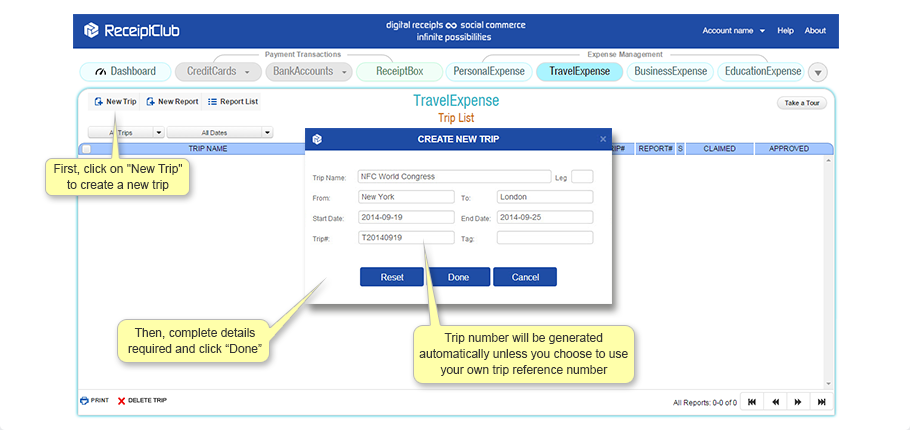 ReceiptClub
digital receipts ∞ social commerce
infinite possibilities
Account name Help About
Payment Transactions
Expense Management
Dashboard CreditCards BankAccounts ReceiptBox PersonalExpense TravelExpense BusinessExpense EducationExpense
New Trip New Report Report List
TravelExpense
Take a Tour
Trip List
All Trips All Dates
CREATE NEW TRIP ×
TRIP NAME REPORT# S CLAIMED APPROVED
First, click on "New Trip"
to create a new trip
Trip Name: NFC World Congress Leg
From: New York To: London
Start Date: 2014-09-19 End Date: 2014-09-25
Trip#: T20140919 Tag:
Reset Done Cancel
Then, complete details
required and click “Done”
Trip number will be generated
automatically unless you choose to use
your own trip reference number
PRINT DELETE TRIP
All Reports: 0-0 of 0